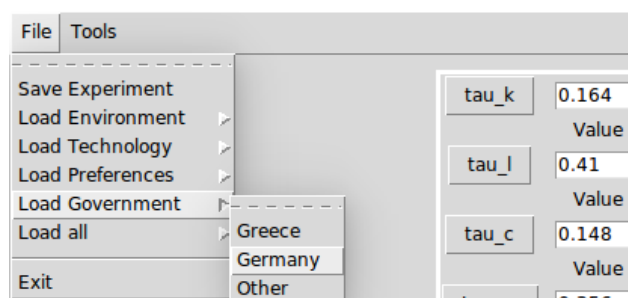 File Tools
Save Experiment
Load Environment
Load Technology
Load Preferences
Load Government
Load all
Exit
Greece
Germany
Other
tau_k 0.164
Value
tau_l 0.41
Value
tau_c 0.148
Value